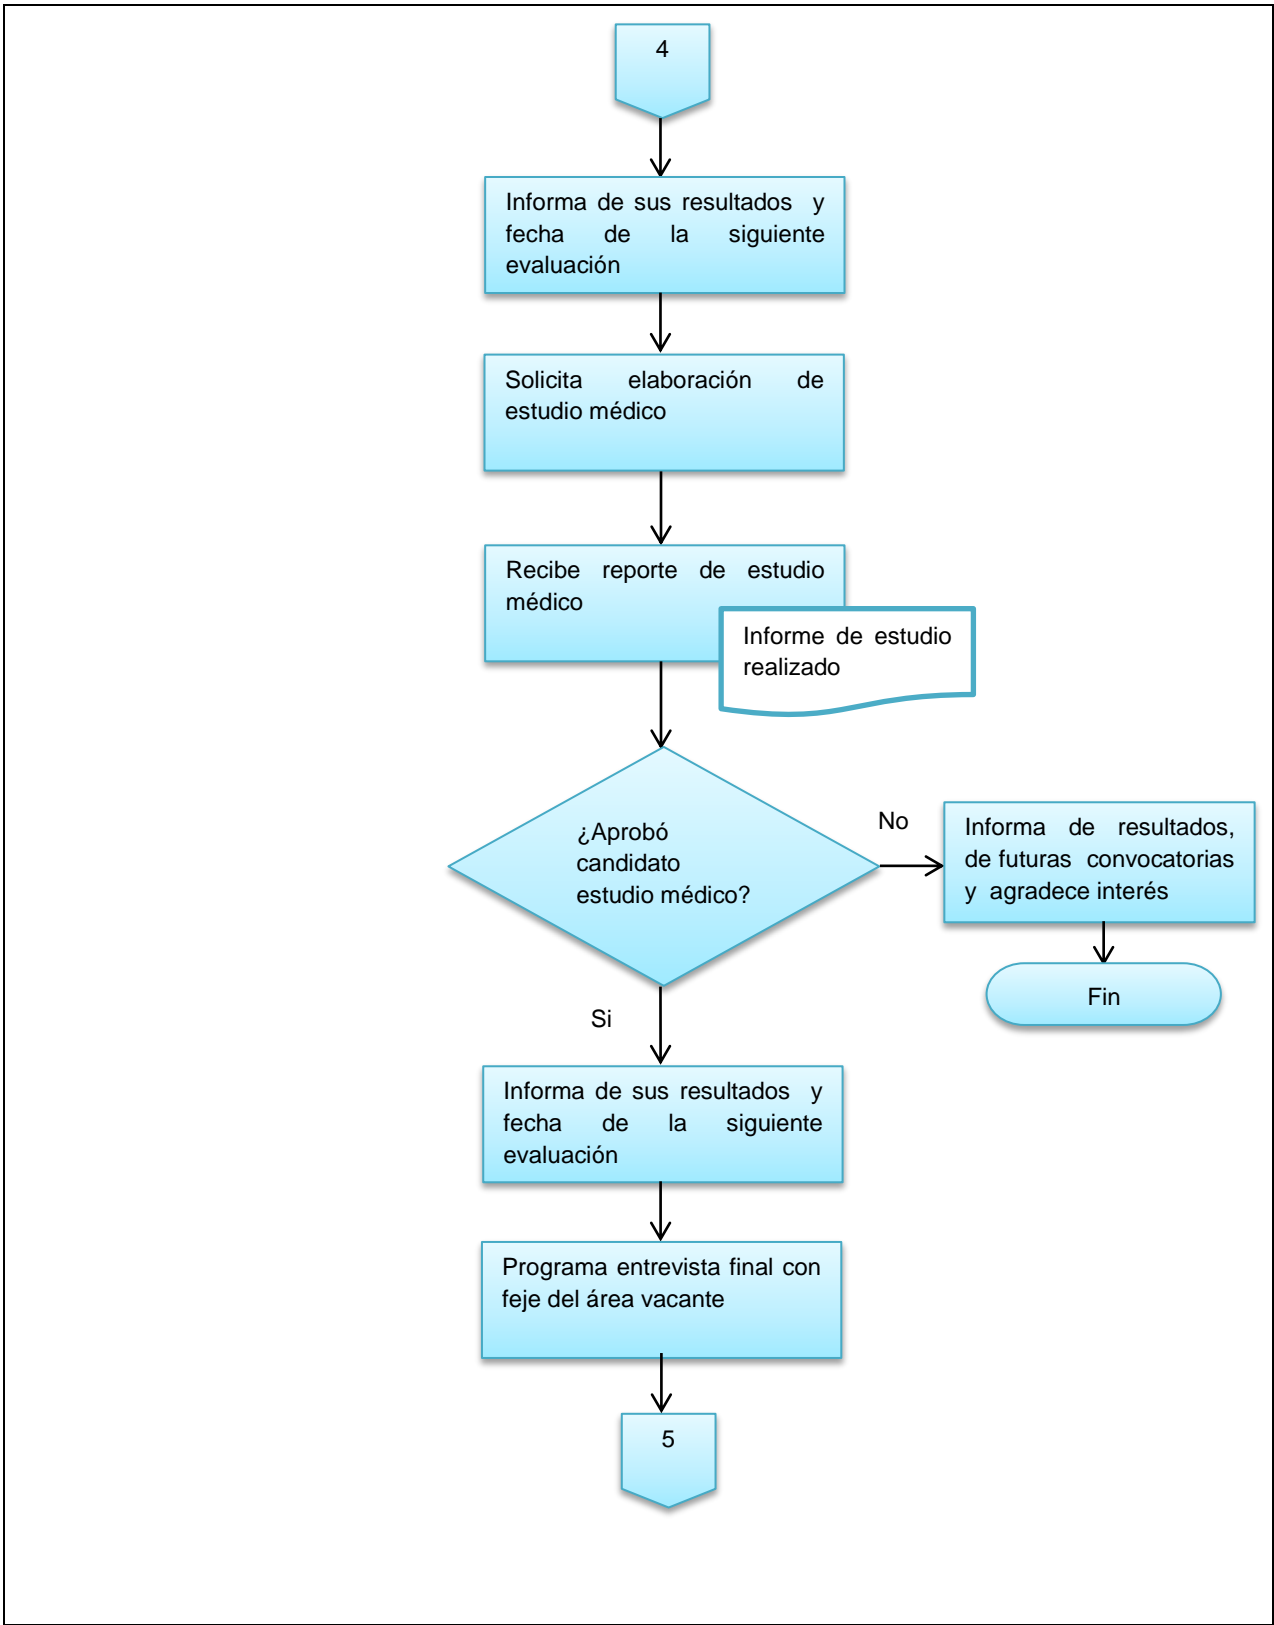 4
Informa de sus resultados y
fecha de la siguiente
evaluación
Solicita elaboración de
estudio médico
Recibe reporte de estudio
médico
Informe de estudio
realizado
¿Aprobó
candidato
estudio médico?
No
Informa de resultados,
de futuras convocatorias
y agradece interés
Fin
Si
Informa de sus resultados y
fecha de la siguiente
evaluación
Programa entrevista final con
feje del área vacante
5